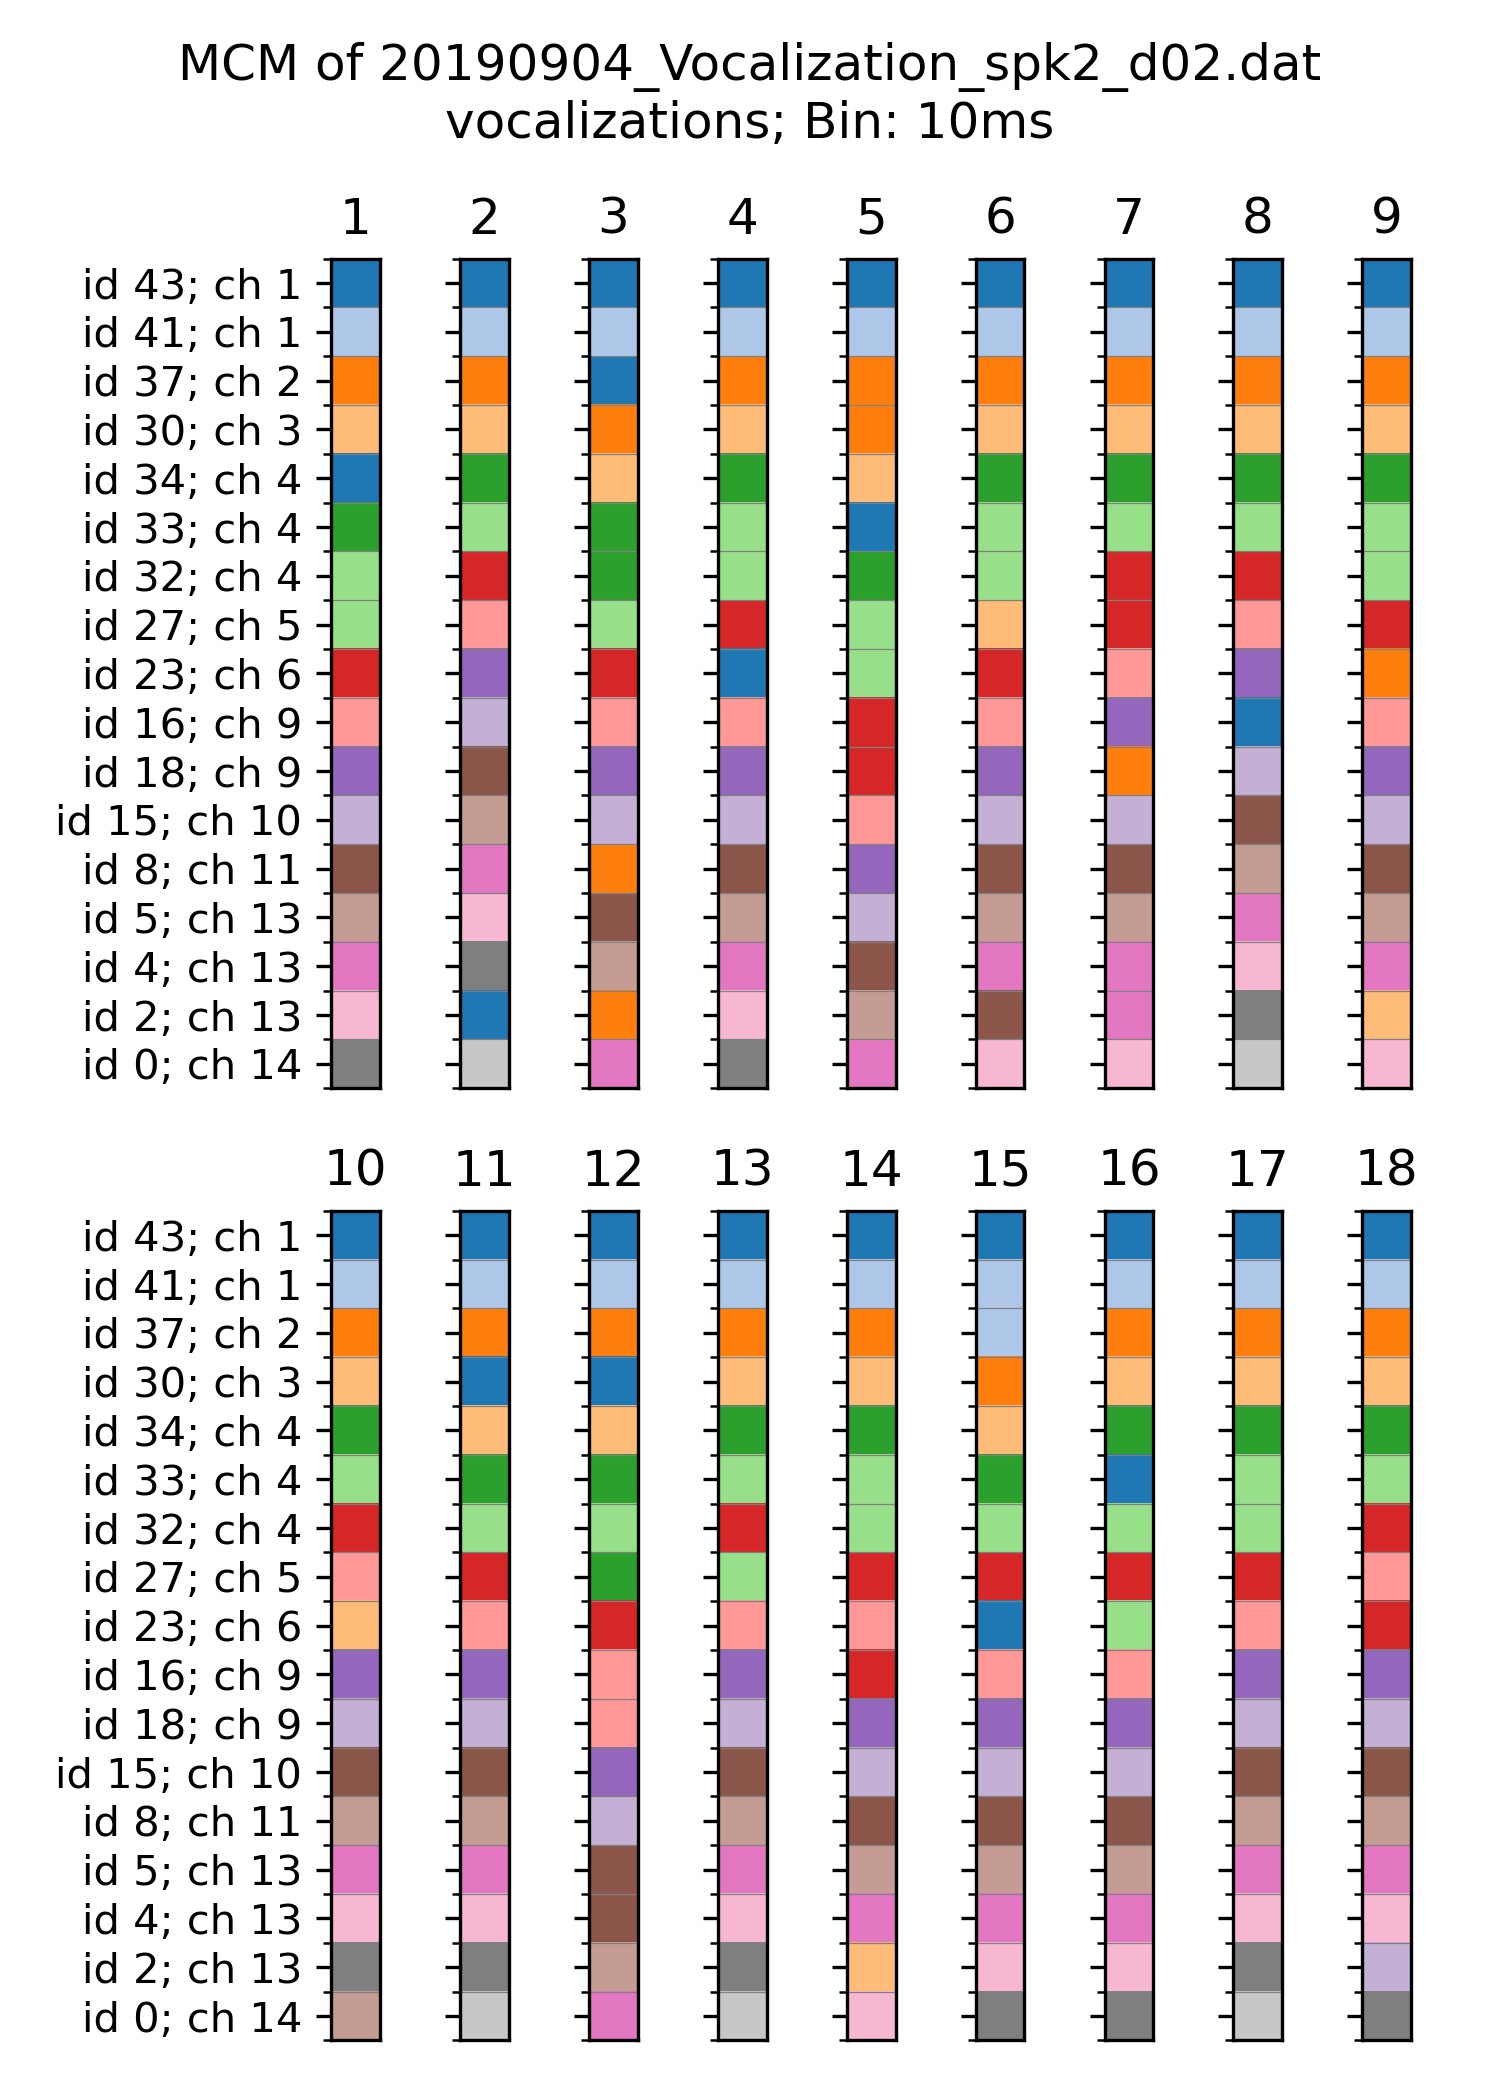 MCM of 20190904_Vocalization_spk2_d02.dat
vocalizations; Bin: 10ms
1 2 3 4 5 6 7 8 9
id 43; ch 1
id 41; ch 1
id 37; ch 2
id 30; ch 3
id 34; ch 4
id 33; ch 4
id 32; ch 4
id 27; ch 5
id 23; ch 6
id 16; ch 9
id 18; ch 9
id 15; ch 10
id 8; ch 11
id 5; ch 13
id 4; ch 13
id 2; ch 13
id 0; ch 14
10 11 12 13 14 15 16 17 18
id 43; ch 1
id 41; ch 1
id 37; ch 2
id 30; ch 3
id 34; ch 4
id 33; ch 4
id 32; ch 4
id 27; ch 5
id 23; ch 6
id 16; ch 9
id 18; ch 9
id 15; ch 10
id 8; ch 11
id 5; ch 13
id 4; ch 13
id 2; ch 13
id 0; ch 14